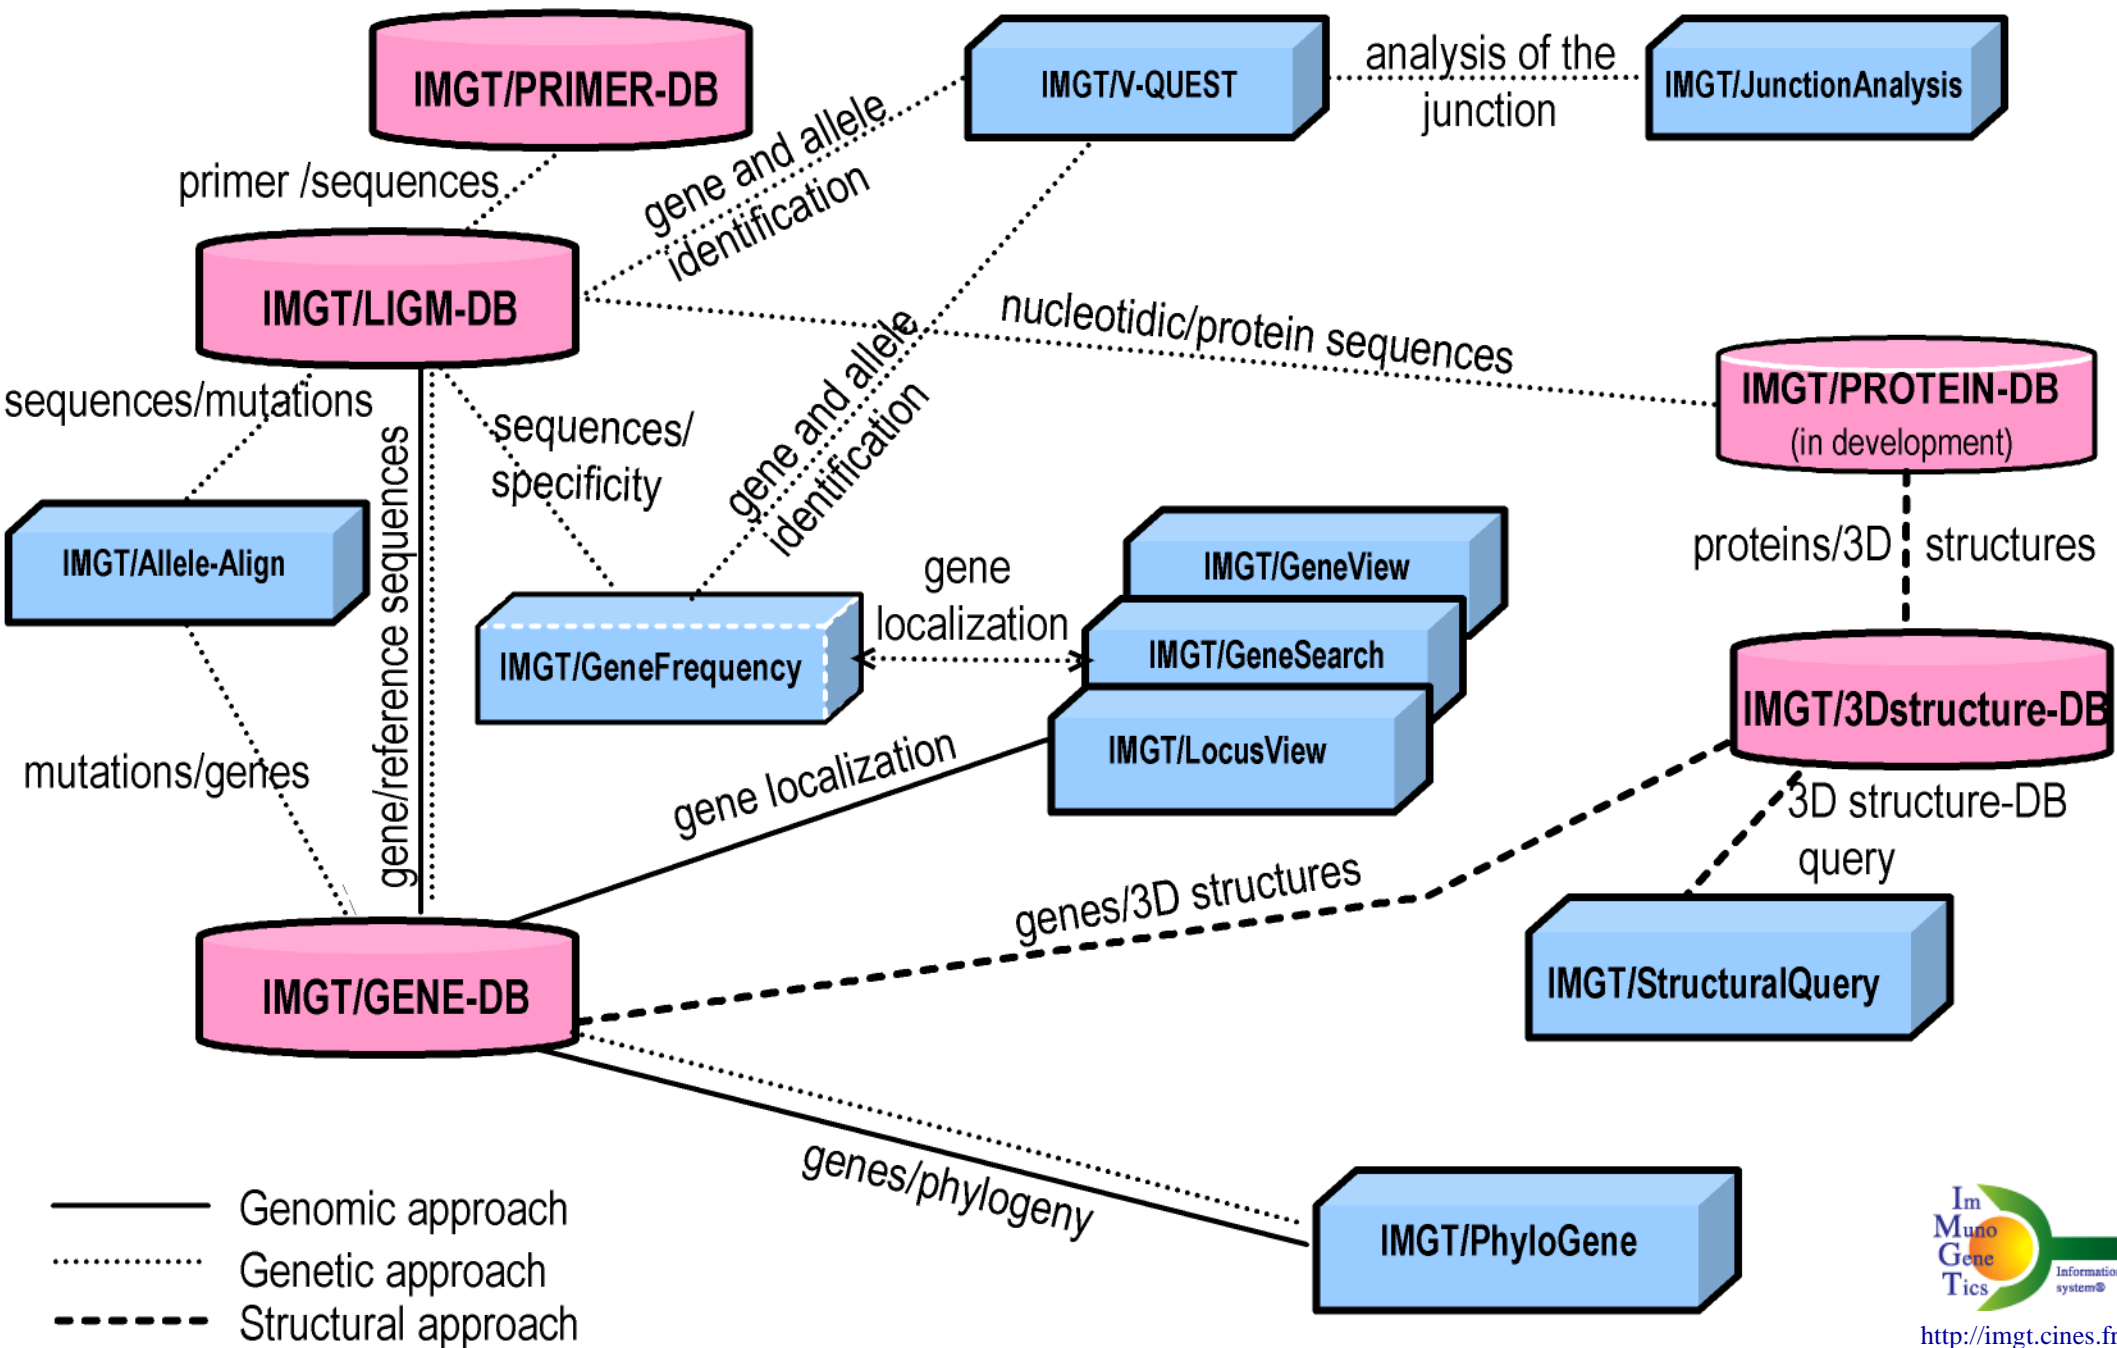 IMGT/PRIMER-DB
IMGT/V-QUEST
analysis of the
junction
IMGT/JunctionAnalysis
primer /sequences
gene and allele
identification
IMGT/LIGM-DB
nucleotidic/protein sequences
IMGT/PROTEIN-DB
(in development)
sequences/mutations
gene/reference sequences
sequences/
specificity
gene and allele
identification
IMGT/Allele-Align
gene
localization
IMGT/GeneView
IMGT/GeneSearch
IMGT/LocusView
proteins/3D structures
IMGT/GeneFrequency
IMGT/3Dstructure-DB
mutations/genes
gene localization
3D structure-DB
query
genes/3D structures
IMGT/GENE-DB
IMGT/StructuralQuery
genes/phylogeny
IMGT/PhyloGene
Genomic approach
Genetic approach
Structural approach
Im
Muno
Gene
Tics
Information
system®
http://imgt.cines.fr